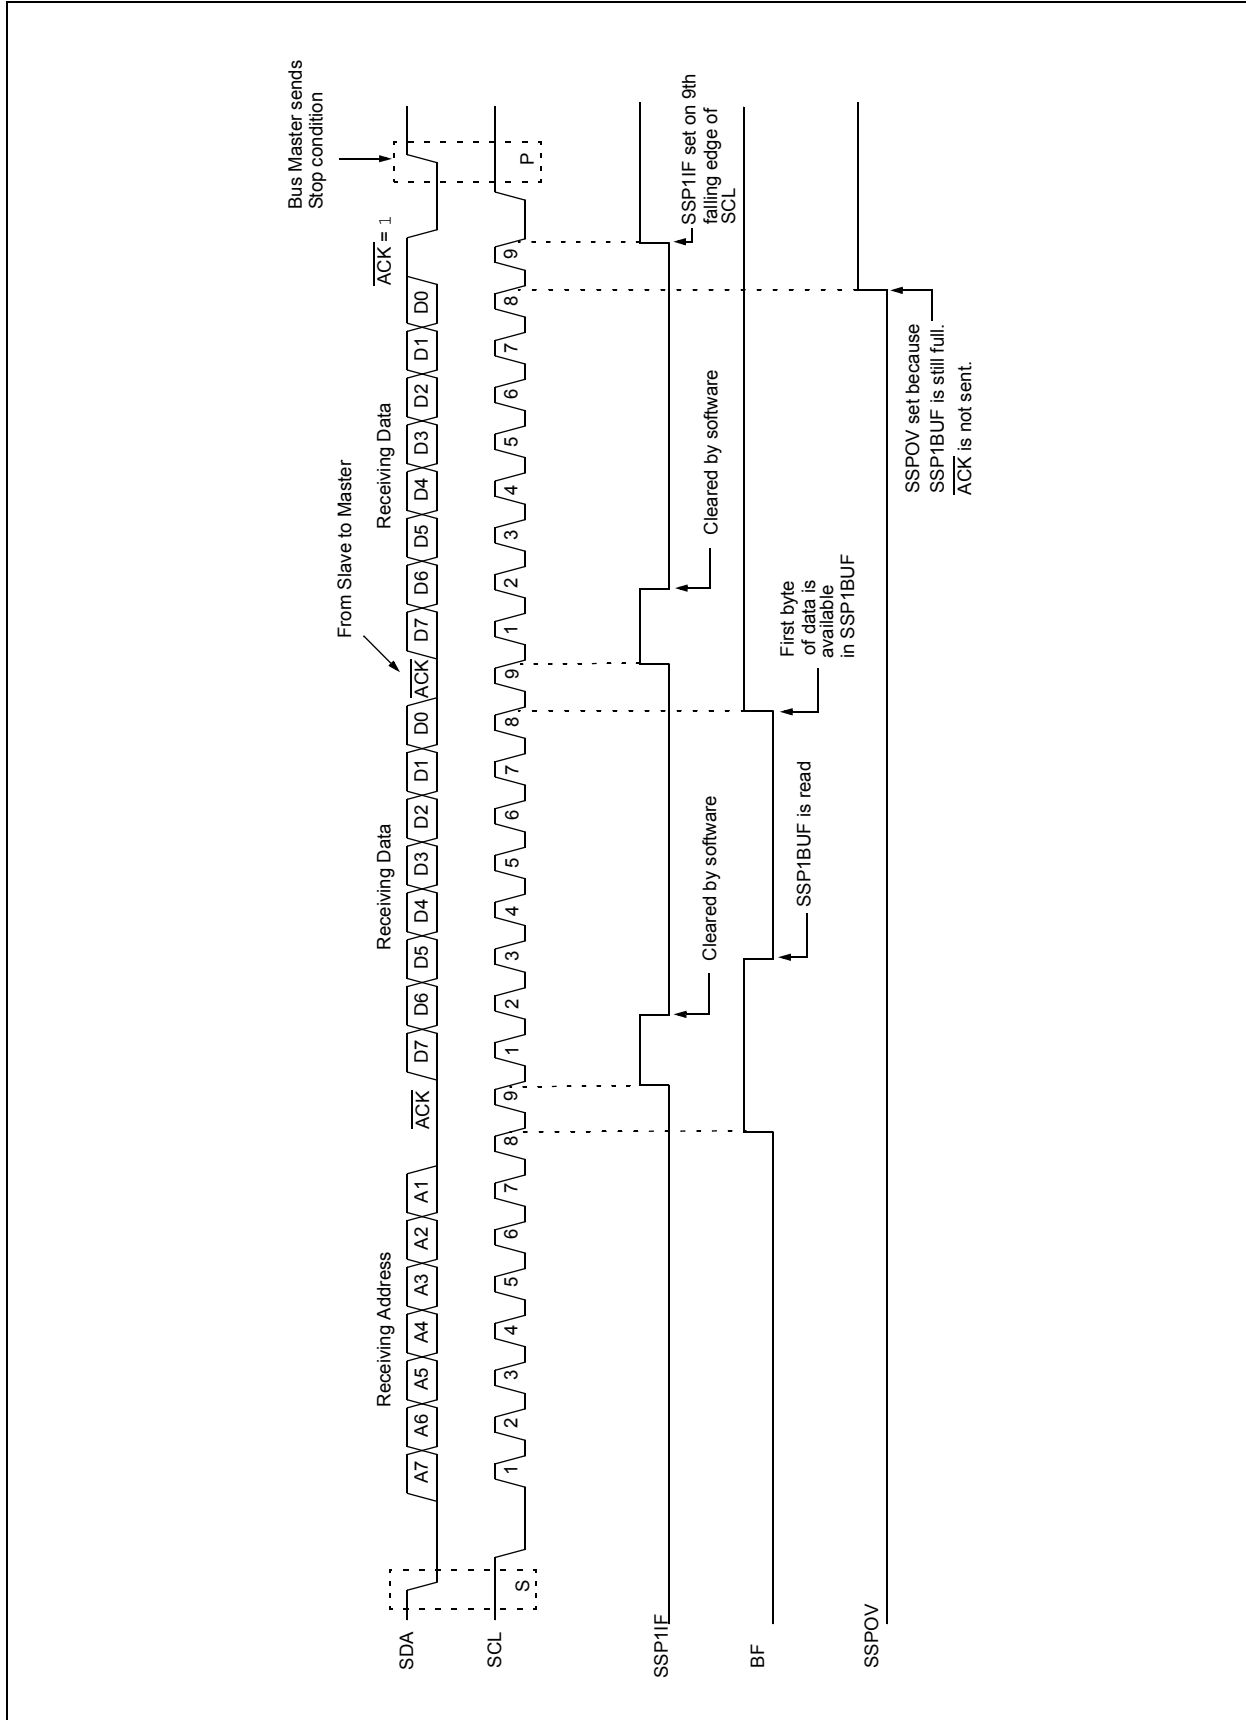 Bus Master sends
Stop condition
From Slave to Master
Receiving Address
Receiving Data
Receiving Data
ACK = 1
SDA
A7 A6 A5 A4 A3 A2 A1 ACK D7 D6 D5 D4 D3 D2 D1 D0 ACK D7 D6 D5 D4 D3 D2 D1 D0
SCL
S 1 2 3 4 5 6 7 8 9 1 2 3 4 5 6 7 8 9 1 2 3 4 5 6 7 8 9 P
SSP1IF
Cleared by software
Cleared by software
SSP1IF set on 9th
falling edge of
SCL
BF
SSP1BUF is read
First byte
of data is
available
in SSP1BUF
SSPOV
SSPOV set because
SSP1BUF is still full.
ACK is not sent.